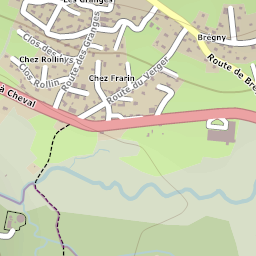 Les Granges
Bregny
Clos des
Chez Rollin
Clos Rollin
Route des Granges
Chez Frarin
Route du Verger
Route de Bre
à Cheval